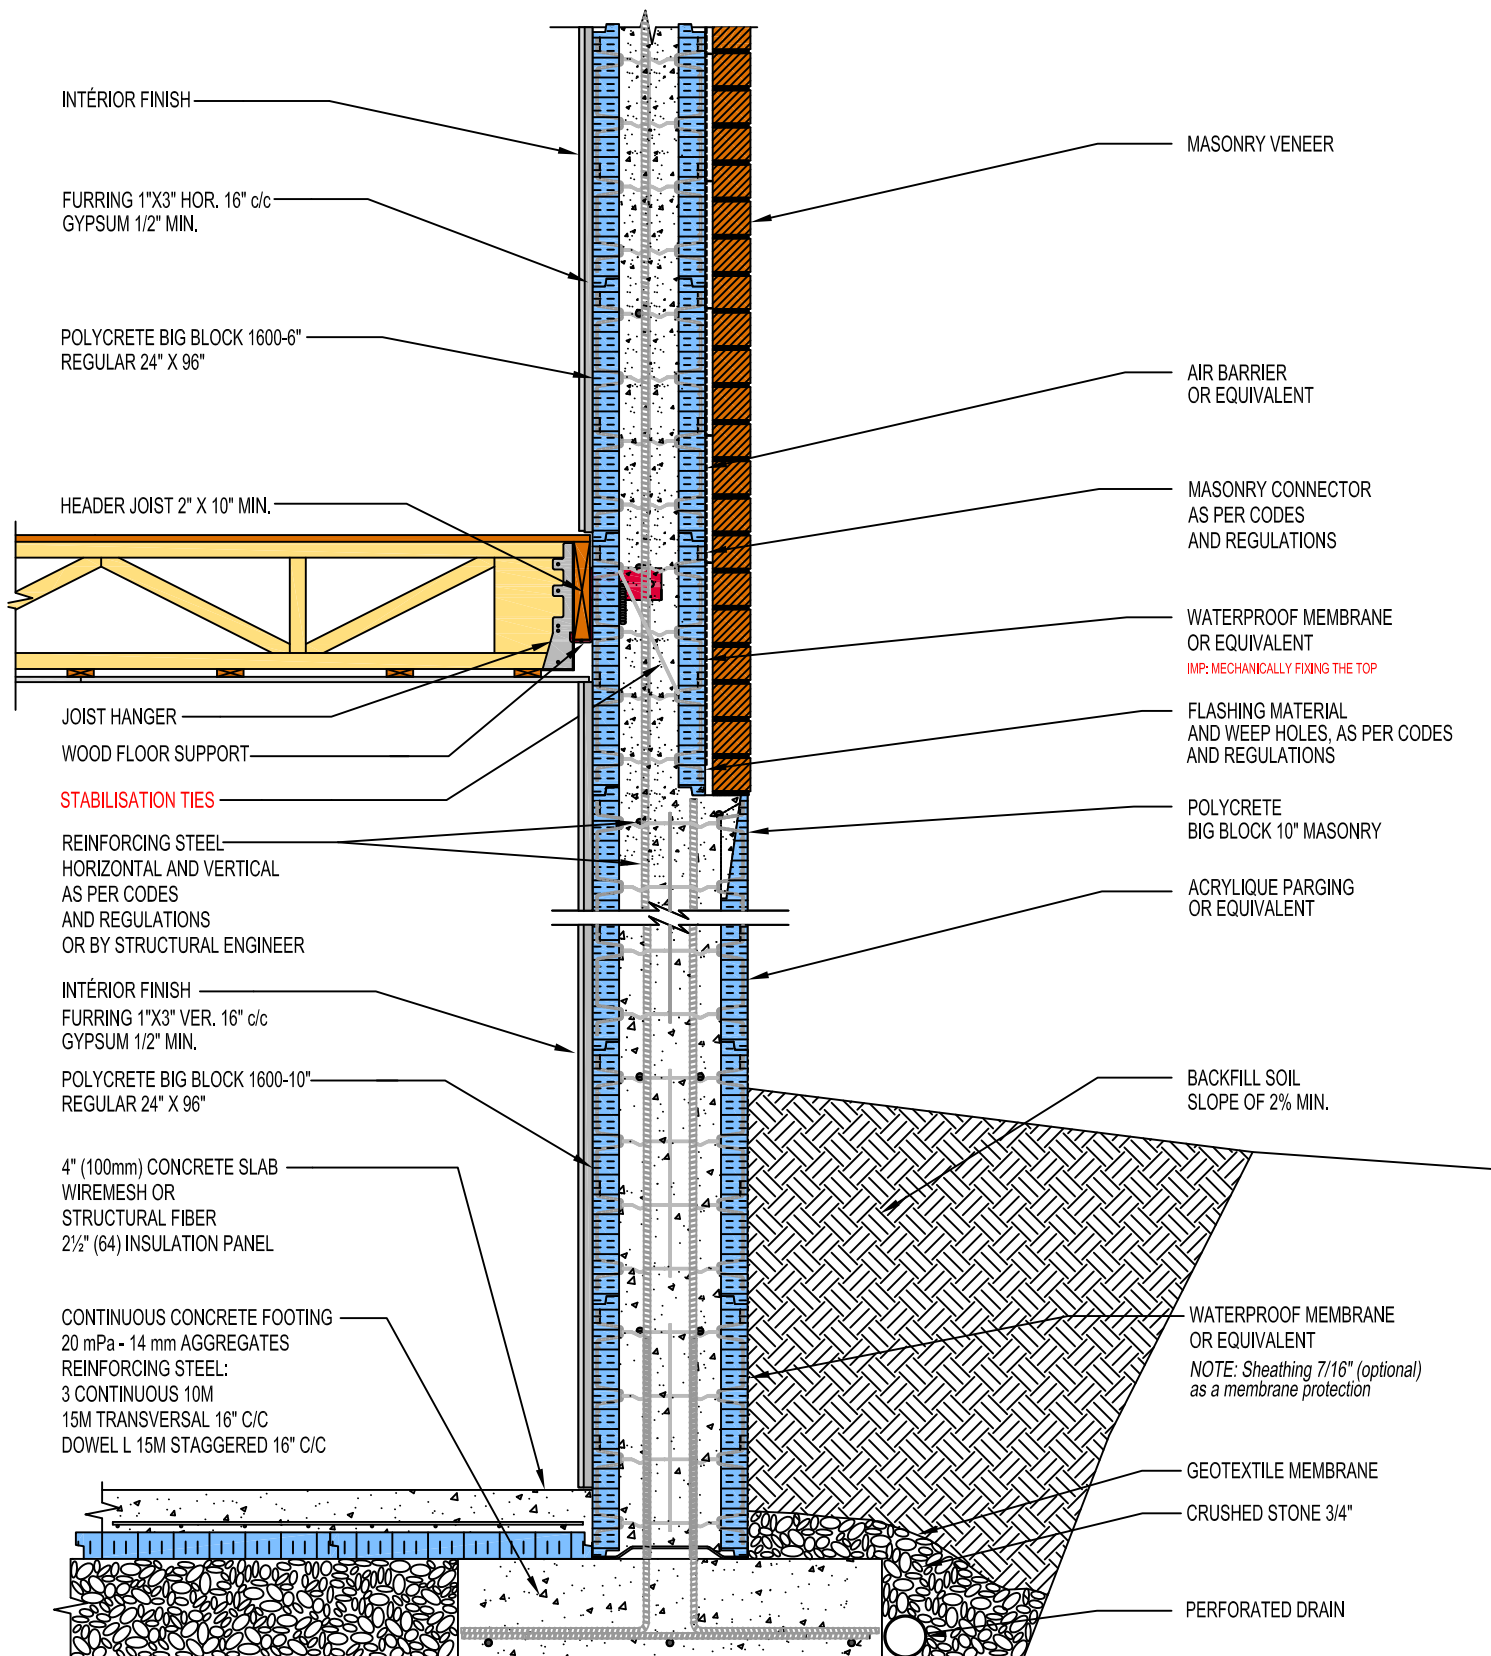 INTÉRIOR FINISH
FURRING 1"X3" HOR. 16" c/c
GYPSUM 1/2" MIN.
POLYCRETE BIG BLOCK 1600-6"
REGULAR 24" X 96"
HEADER JOIST 2" X 10" MIN.
JOIST HANGER
WOOD FLOOR SUPPORT
STABILISATION TIES
REINFORCING STEEL
HORIZONTAL AND VERTICAL
AS PER CODES
AND REGULATIONS
OR BY STRUCTURAL ENGINEER
INTÉRIOR FINISH
FURRING 1"X3" VER. 16" c/c
GYPSUM 1/2" MIN.
POLYCRETE BIG BLOCK 1600-10"
REGULAR 24" X 96"
4" (100mm) CONCRETE SLAB
WIREMESH OR
STRUCTURAL FIBER
2½" (64) INSULATION PANEL
CONTINUOUS CONCRETE FOOTING
20 mPa - 14 mm AGGREGATES
REINFORCING STEEL:
3 CONTINUOUS 10M
15M TRANSVERSAL 16" C/C
DOWEL L 15M STAGGERED 16" C/C
MASONRY VENEER
AIR BARRIER
OR EQUIVALENT
MASONRY CONNECTOR
AS PER CODES
AND REGULATIONS
WATERPROOF MEMBRANE
OR EQUIVALENT
IMP: MECHANICALLY FIXING THE TOP
FLASHING MATERIAL
AND WEEP HOLES, AS PER CODES
AND REGULATIONS
POLYCRETE
BIG BLOCK 10" MASONRY
ACRYLIQUE PARGING
OR EQUIVALENT
BACKFILL SOIL
SLOPE OF 2% MIN.
WATERPROOF MEMBRANE
OR EQUIVALENT
NOTE: Sheathing 7/16" (optional)
as a membrane protection
GEOTEXTILE MEMBRANE
CRUSHED STONE 3/4"
PERFORATED DRAIN